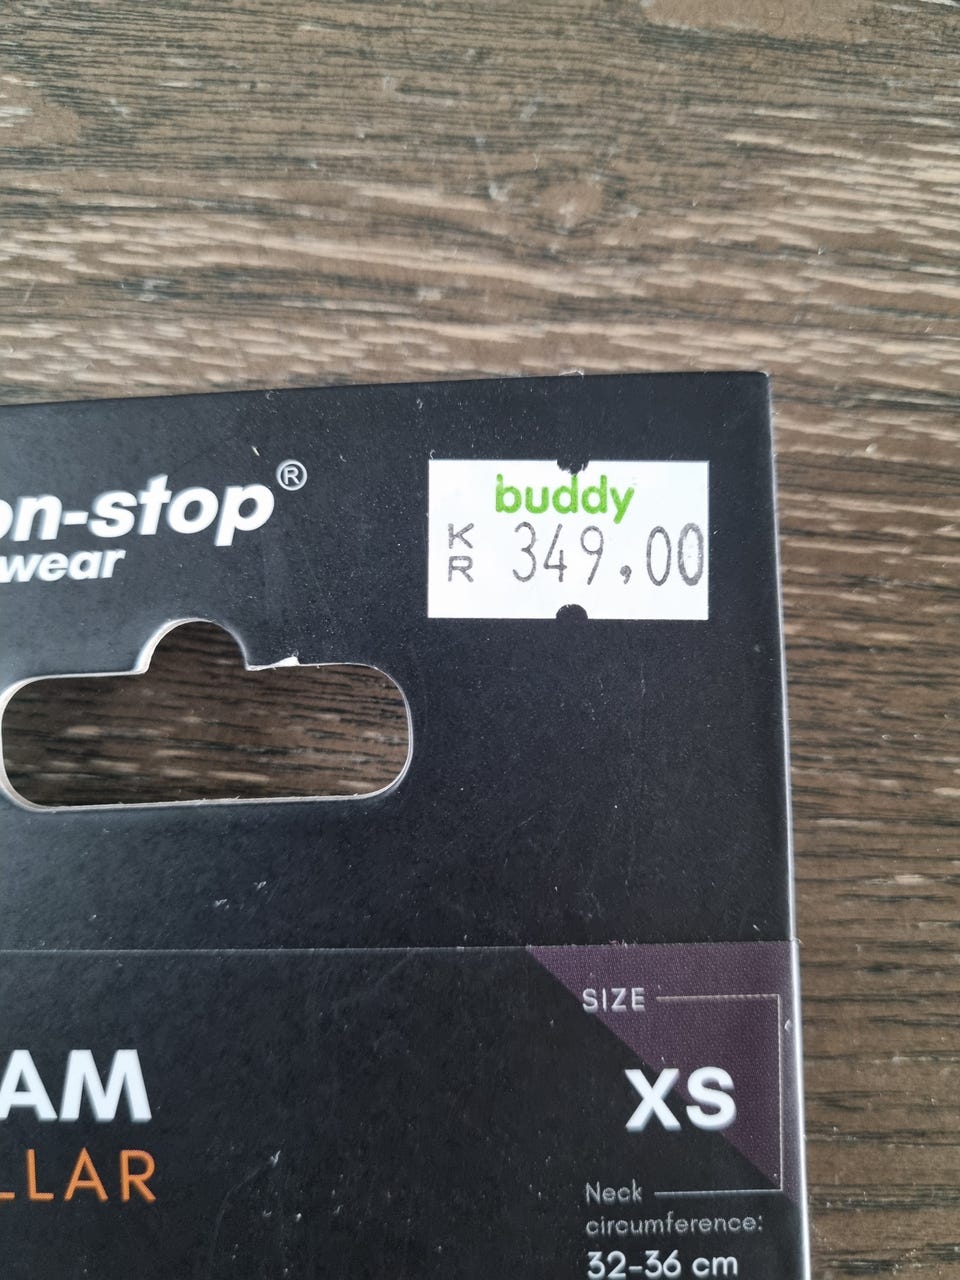 on-stop®
wear
buddy
KR 349,00
SIZE
XS
AM
LLAR
Neck
circumference:
32-36 cm